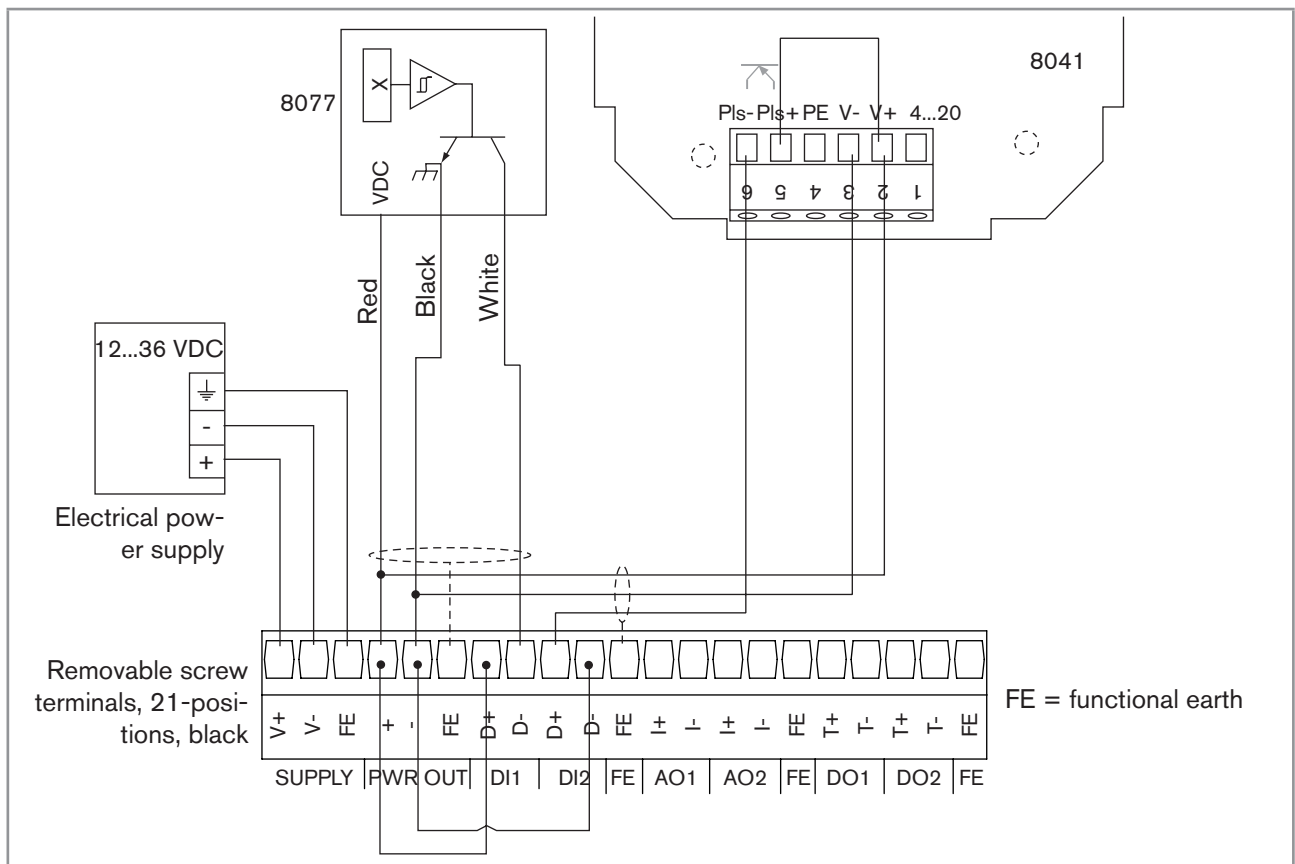 8077
X
VDC
Red
Black
White
8041
Pls- Pls+ PE V- V+ 4...20
6 5 4 3 2 1
12...36 VDC
-
+
Electrical pow-
er supply
Removable screw
terminals, 21-posi-
tions, black
V+ V- FE + - FE D+ D- D+ D- FE I+ I- I+ I- FE T+ T- T+ T- FE
SUPPLY PWR OUT DI1 DI2 FE AO1 AO2 FE DO1 DO2 FE
FE = functional earth